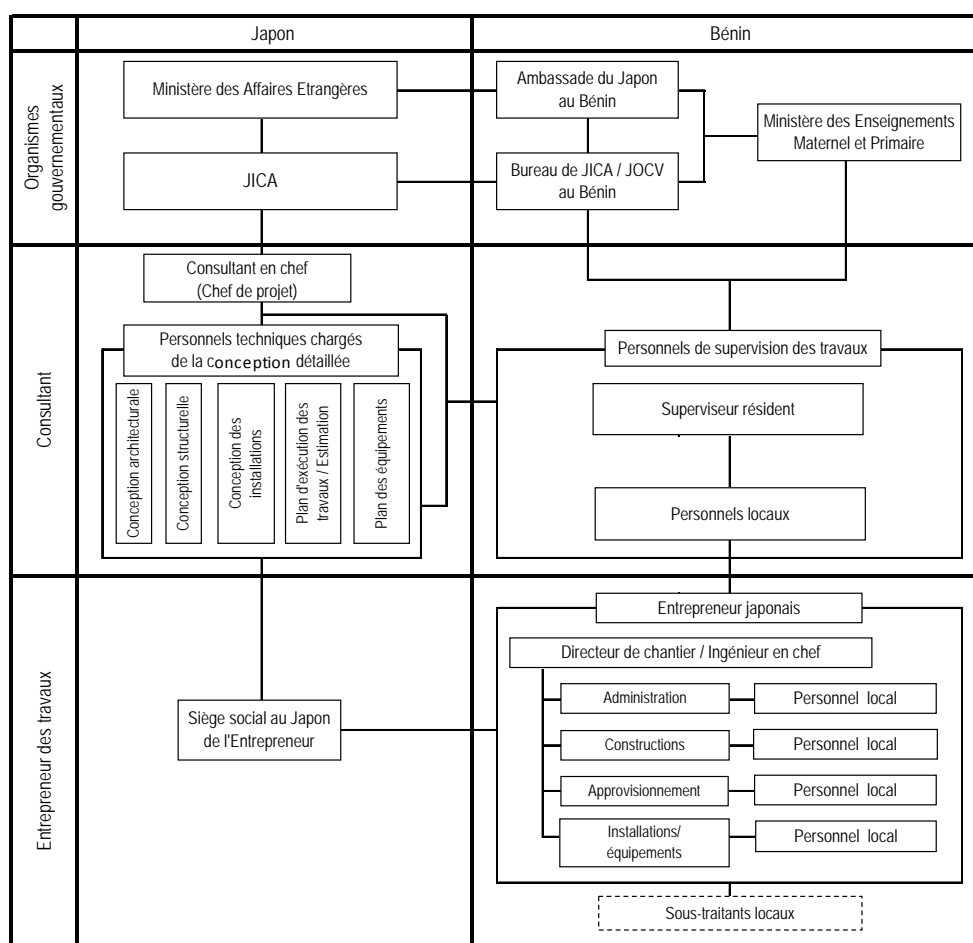 Japon
Bénin
Organismes
gouvernementaux
Ministère des Affaires Etrangères
Ambassade du Japon
au Bénin
Ministère des Enseignements
Maternel et Primaire
JICA
Bureau de JICA / JOCV
au Bénin
Consultant
Consultant en chef
(Chef de projet)
Personnels techniques chargés
de la conception détaillée
Conception architecturale
Conception structurelle
Conception des
installations
Plan d'exécution des
travaux / Estimation
Plan des équipements
Personnels de supervision des travaux
Superviseur résident
Personnels locaux
Entrepreneur des travaux
Siège social au Japon
de l'Entrepreneur
Entrepreneur japonais
Directeur de chantier / Ingénieur en chef
Administration
Personnel local
Constructions
Personnel local
Approvisionnement
Personnel local
Installations/
équipements
Personnel local
Sous-traitants locaux